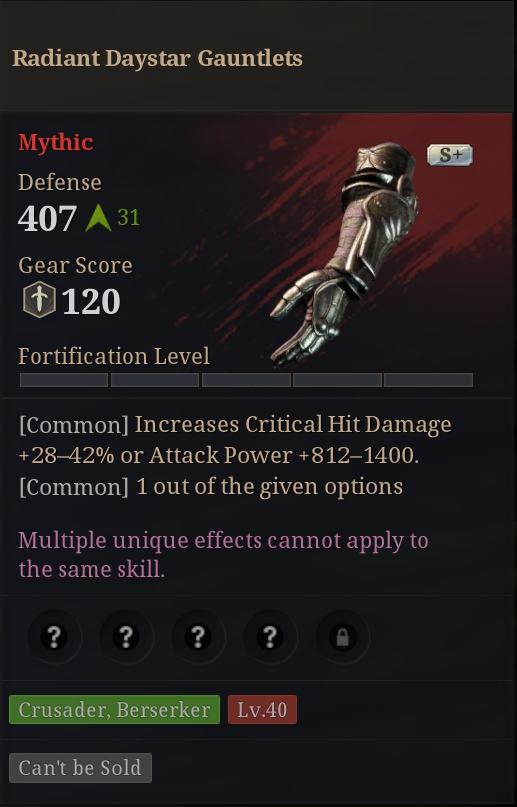 Radiant Daystar Gauntlets
Mythic
S+
Defense
407 31
Gear Score
120
Fortification Level
[Common] Increases Critical Hit Damage
+28–42% or Attack Power +812–1400.
[Common] 1 out of the given options
Multiple unique effects cannot apply to
the same skill.
? ? ? ?
Crusader, Berserker Lv.40
Can't be Sold